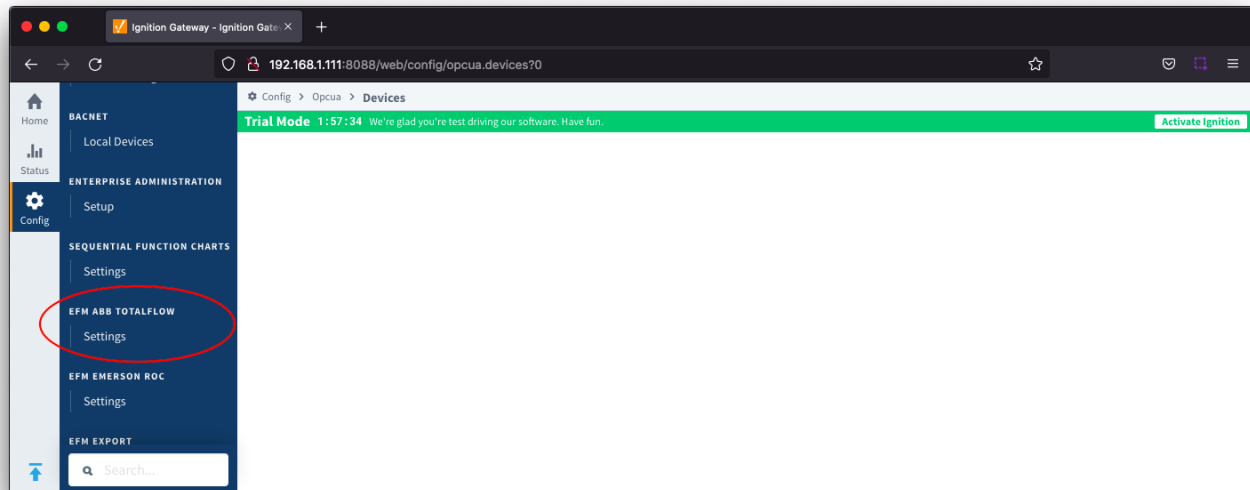 Ignition Gateway - Ignition Gate
192.168.1.111:8088/web/config/opcua.devices?0
Home
Status
Config
BACNET
Local Devices
ENTERPRISE ADMINISTRATION
Setup
SEQUENTIAL FUNCTION CHARTS
Settings
EFM ABB TOTALFLOW
Settings
EFM EMERSON ROC
Settings
EFM EXPORT
Search...
Config > Opcua > Devices
Trial Mode 1:57:34 We're glad you're test driving our software. Have fun.
Activate Ignition